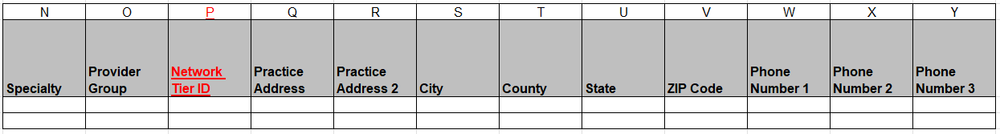 N O P Q R S T U V W X Y
Specialty Provider Group Network Tier ID Practice Address Practice Address 2 City County State ZIP Code Phone Number 1 Phone Number 2 Phone Number 3